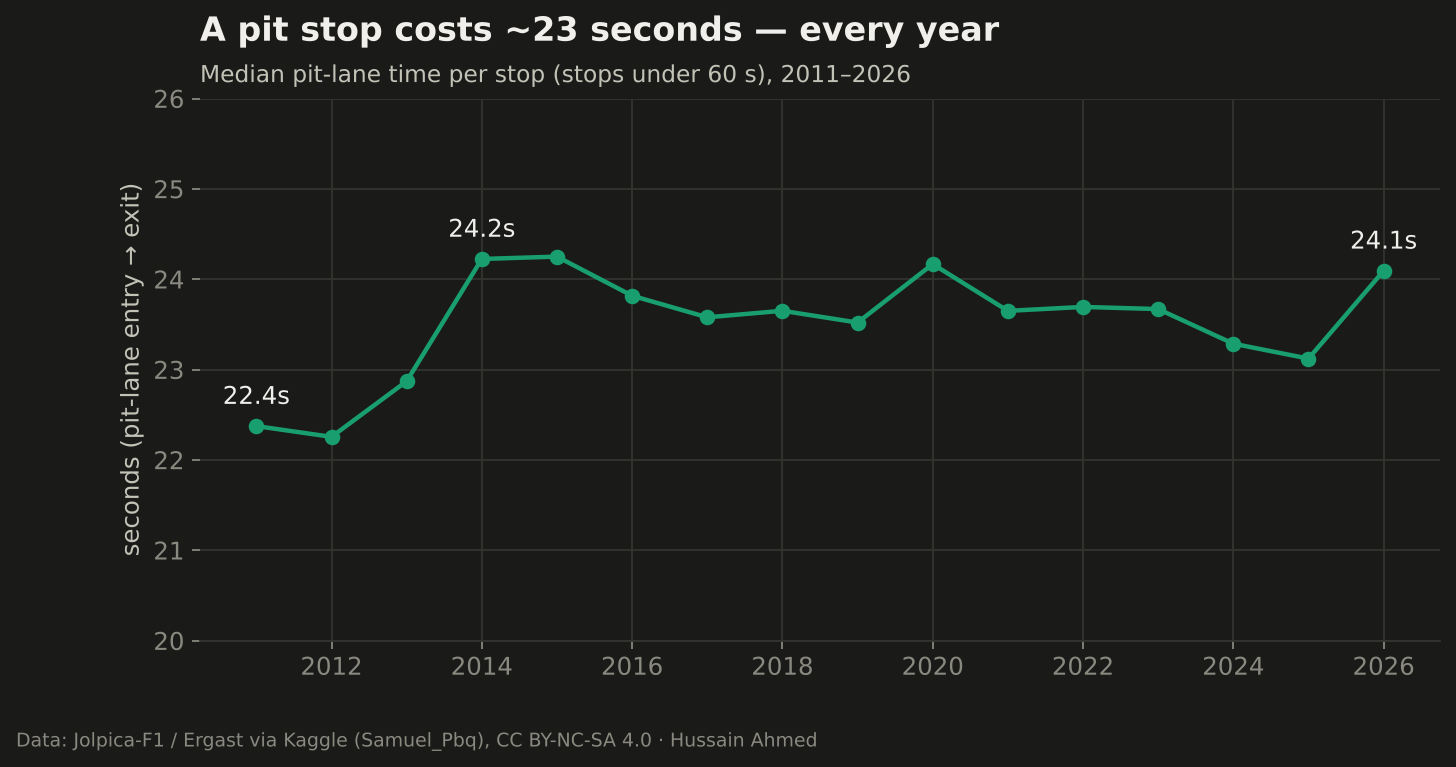 A pit stop costs ~23 seconds — every year
Median pit-lane time per stop (stops under 60 s), 2011–2026
seconds (pit-lane entry → exit)
26
25
24
23
22
21
20
22.4s
24.2s
24.1s
2012 2014 2016 2018 2020 2022 2024 2026
Data: Jolpica-F1 / Ergast via Kaggle (Samuel_Pbq), CC BY-NC-SA 4.0 · Hussain Ahmed